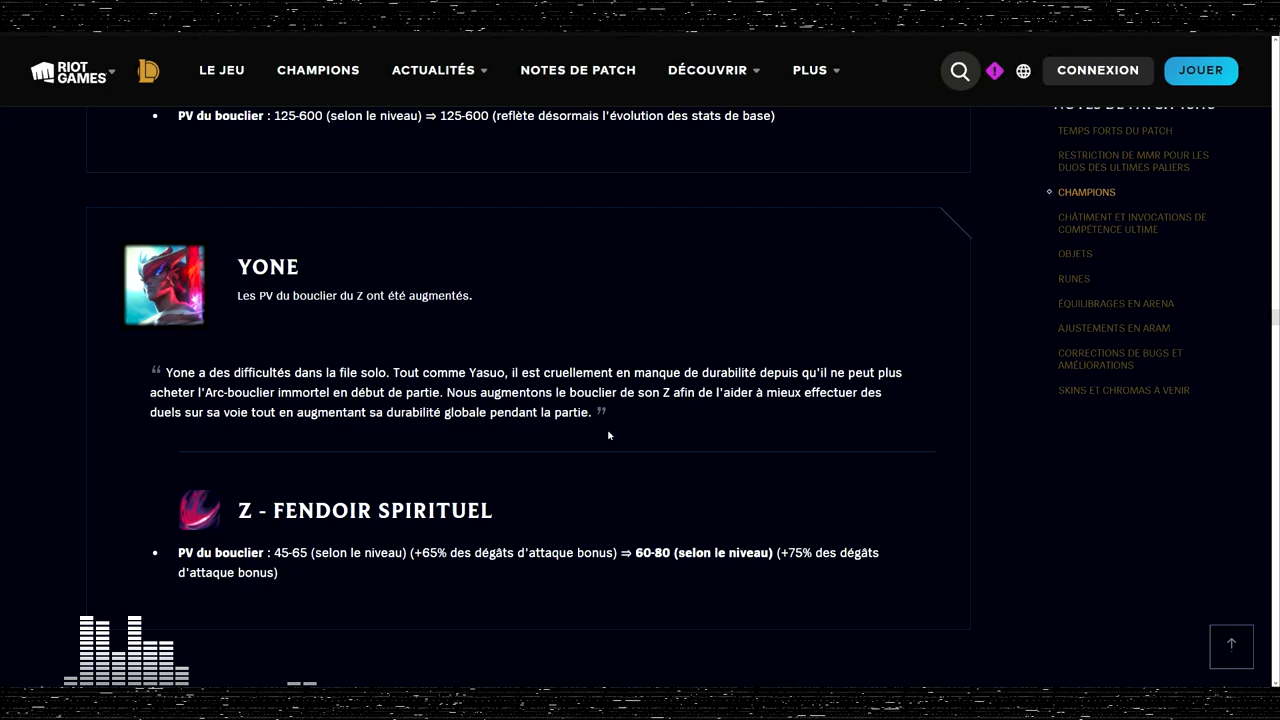 RIOT GAMES
LE JEU
CHAMPIONS
ACTUALITÉS
NOTES DE PATCH
DÉCOUVRIR
PLUS
CONNEXION
JOUER
PV du bouclier : 125-600 (selon le niveau) ⇒ 125-600 (reflète désormais l'évolution des stats de base)
YONE
Les PV du bouclier du Z ont été augmentés.
“ Yone a des difficultés dans la file solo. Tout comme Yasuo, il est cruellement en manque de durabilité depuis qu'il ne peut plus
acheter l'Arc-bouclier immortel en début de partie. Nous augmentons le bouclier de son Z afin de l'aider à mieux effectuer des
duels sur sa voie tout en augmentant sa durabilité globale pendant la partie. ”
Z - FENDOIR SPIRITUEL
PV du bouclier : 45-65 (selon le niveau) (+65% des dégâts d'attaque bonus) ⇒ 60-80 (selon le niveau) (+75% des dégâts
d'attaque bonus)
TEMPS FORTS DU PATCH
RESTRICTION DE MMR POUR LES
DUOS DES ULTIMES PALIERS
CHAMPIONS
CHÂTIMENT ET INVOCATIONS DE
COMPÉTENCE ULTIME
OBJETS
RUNES
ÉQUILIBRAGES EN ARENA
AJUSTEMENTS EN ARAM
CORRECTIONS DE BUGS ET
AMÉLIORATIONS
SKINS ET CHROMAS À VENIR